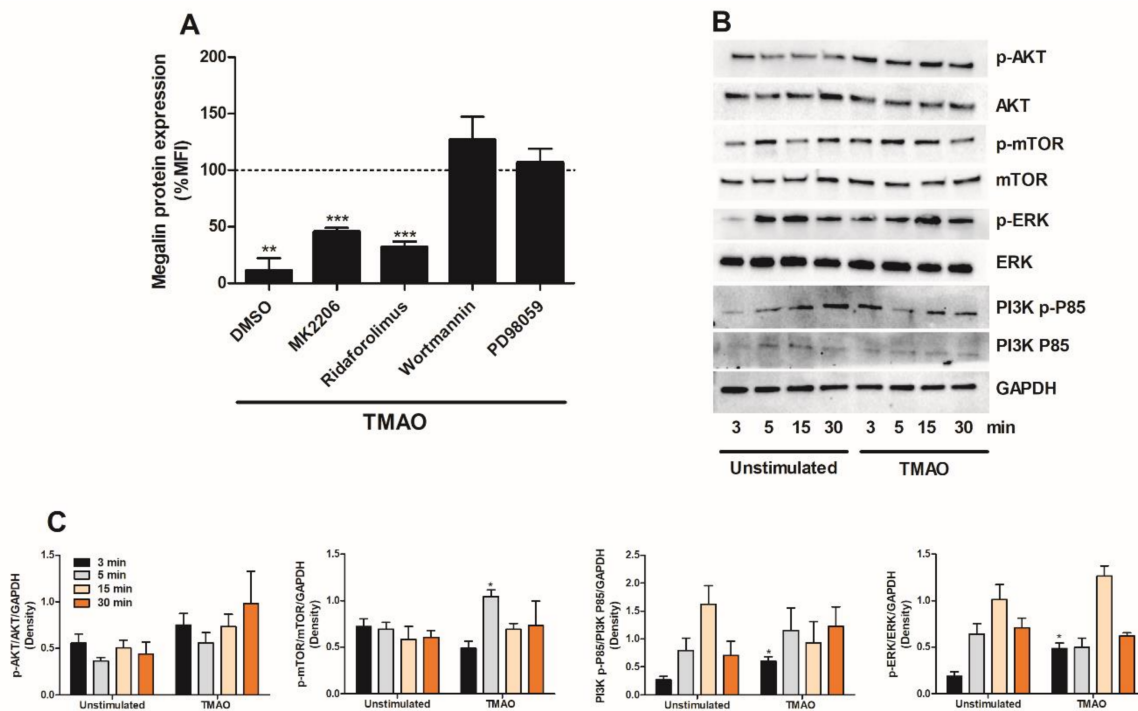 A
Megalin protein expression
(%MFI)
200
150
100
50
0
**
***
***
DMSO
MK2206
Ridaforolimus
Wortmannin
PD98059
TMAO
B
p-AKT
AKT
p-mTOR
mTOR
p-ERK
ERK
PI3K p-P85
PI3K P85
GAPDH
3 5 15 30 3 5 15 30 min
Unstimulated TMAO
C
p-AKT/AKT/GAPDH
(Density)
1.5
1.0
0.5
0.0
3 min
5 min
15 min
30 min
Unstimulated TMAO
p-mTOR/mTOR/GAPDH
(Density)
1.5
1.0
0.5
0.0
*
Unstimulated TMAO
PI3K p-P85/PI3K P85/GAPDH
(Density)
2.5
2.0
1.5
1.0
0.5
0.0
*
Unstimulated TMAO
p-ERK/ERK/GAPDH
(Density)
1.5
1.0
0.5
0.0
*
Unstimulated TMAO